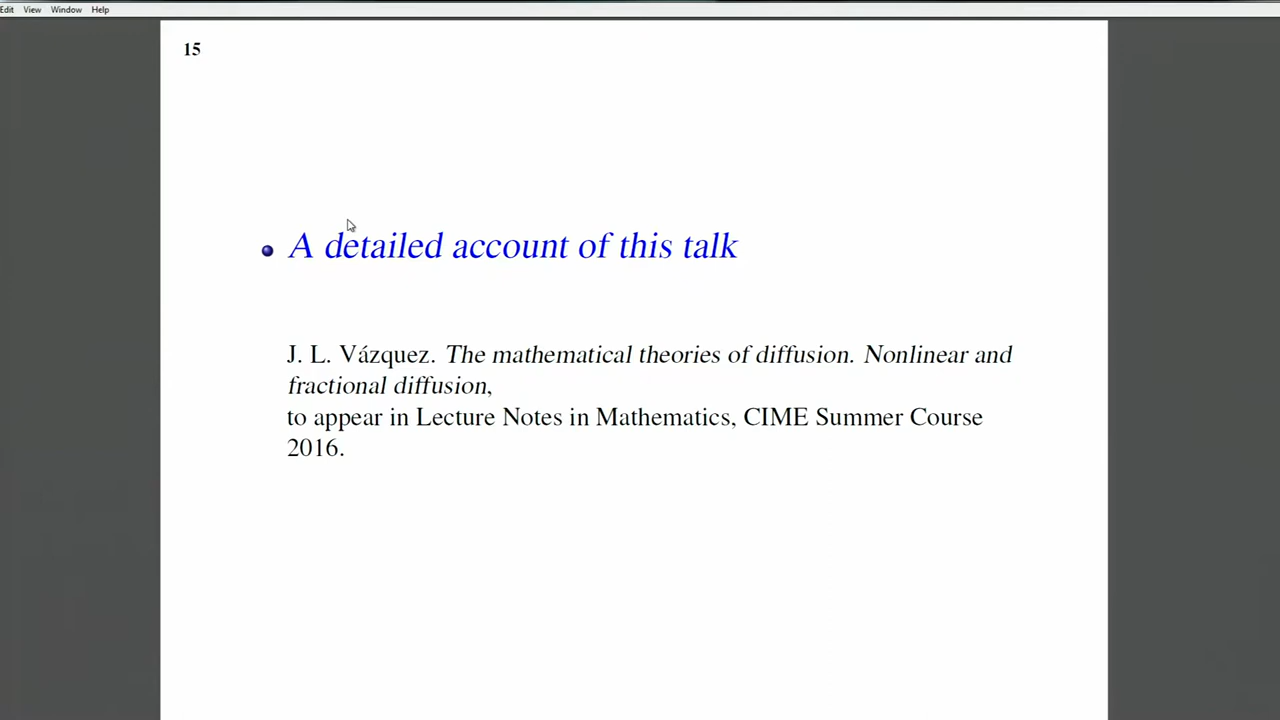 Edit View Window Help
15
A detailed account of this talk
J. L. Vázquez. The mathematical theories of diffusion. Nonlinear and
fractional diffusion,
to appear in Lecture Notes in Mathematics, CIME Summer Course
2016.